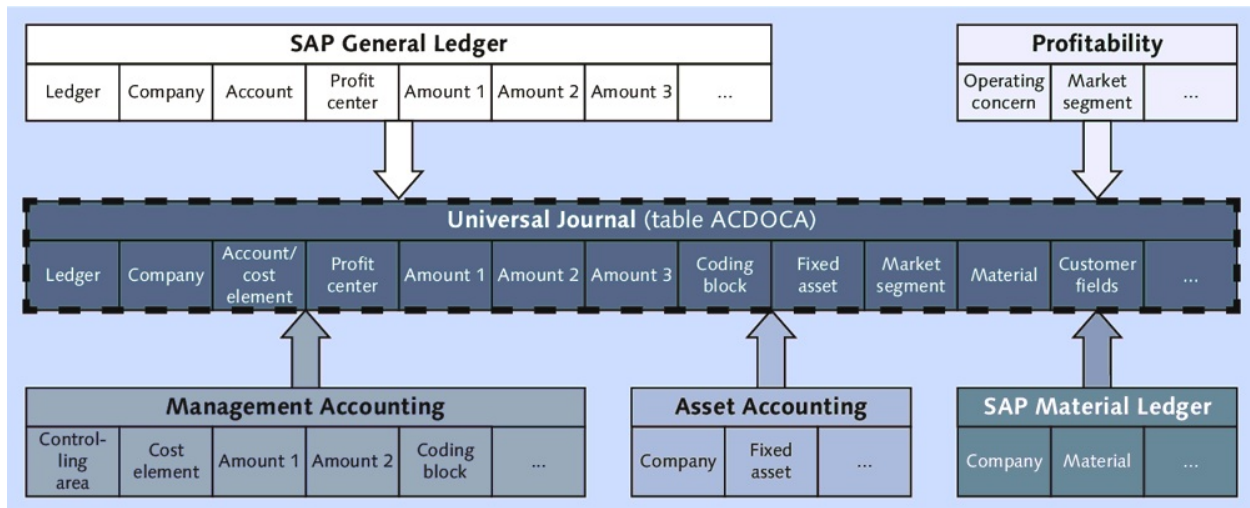 SAP General Ledger
Ledger Company Account Profit center Amount 1 Amount 2 Amount 3 ...
Profitability
Operating concern Market segment ...
Universal Journal (table ACDOCA)
Ledger Company Account/ cost element Profit center Amount 1 Amount 2 Amount 3 Coding block Fixed asset Market segment Material Customer fields ...
Management Accounting
Control- ling area Cost element Amount 1 Amount 2 Coding block ...
Asset Accounting
Company Fixed asset ...
SAP Material Ledger
Company Material ...